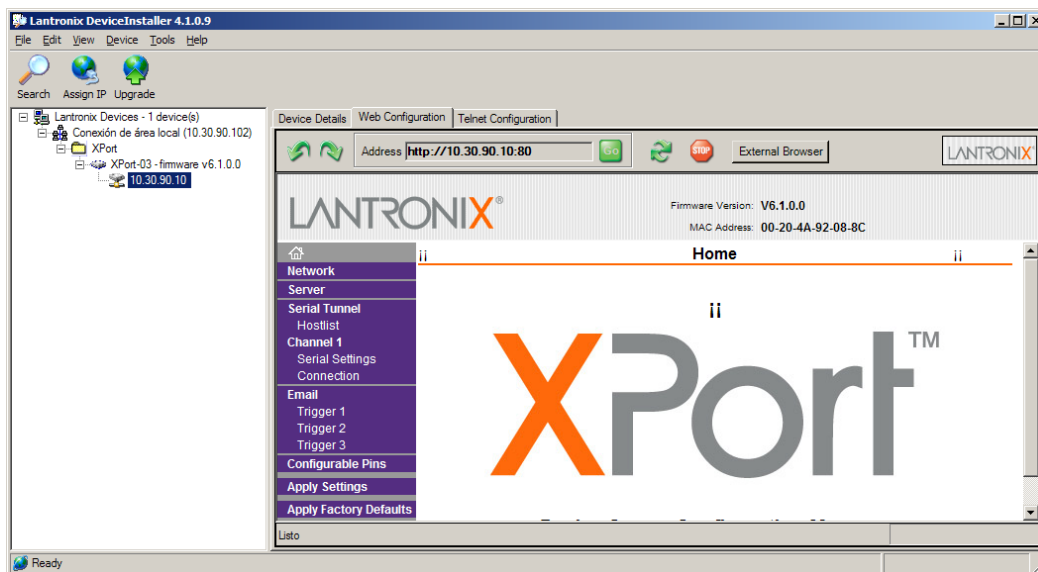 Lantronix DeviceInstaller 4.1.0.9
File Edit View Device Tools Help
Search Assign IP Upgrade
Lantronix Devices - 1 device(s)
Conexión de área local (10.30.90.102)
XPort
XPort-03 - firmware v6.1.0.0
10.30.90.10
Device Details Web Configuration Telnet Configuration
Address http://10.30.90.10:80 Go STOP External Browser LANTRONIX
LANTRONIX®
Firmware Version: V6.1.0.0
MAC Address: 00-20-4A-92-08-8C
Network
Server
Serial Tunnel
Hostlist
Channel 1
Serial Settings
Connection
Email
Trigger 1
Trigger 2
Trigger 3
Configurable Pins
Apply Settings
Apply Factory Defaults
¡¡ Home ¡¡
¡¡
XPort™
Listo
Ready